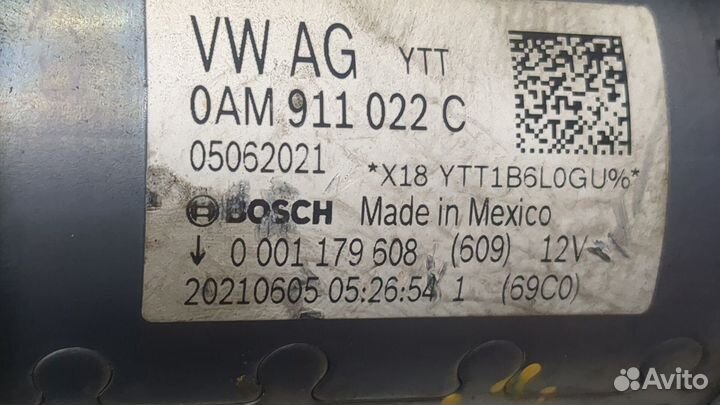 VW AG YTT
0AM 911 022 C
05062021 *X18 YTT1B6L0GU%*
BOSCH Made in Mexico
↓ 0 001 179 608 (609) 12V
20210605 05:26:54 1 (69C0)
Avito